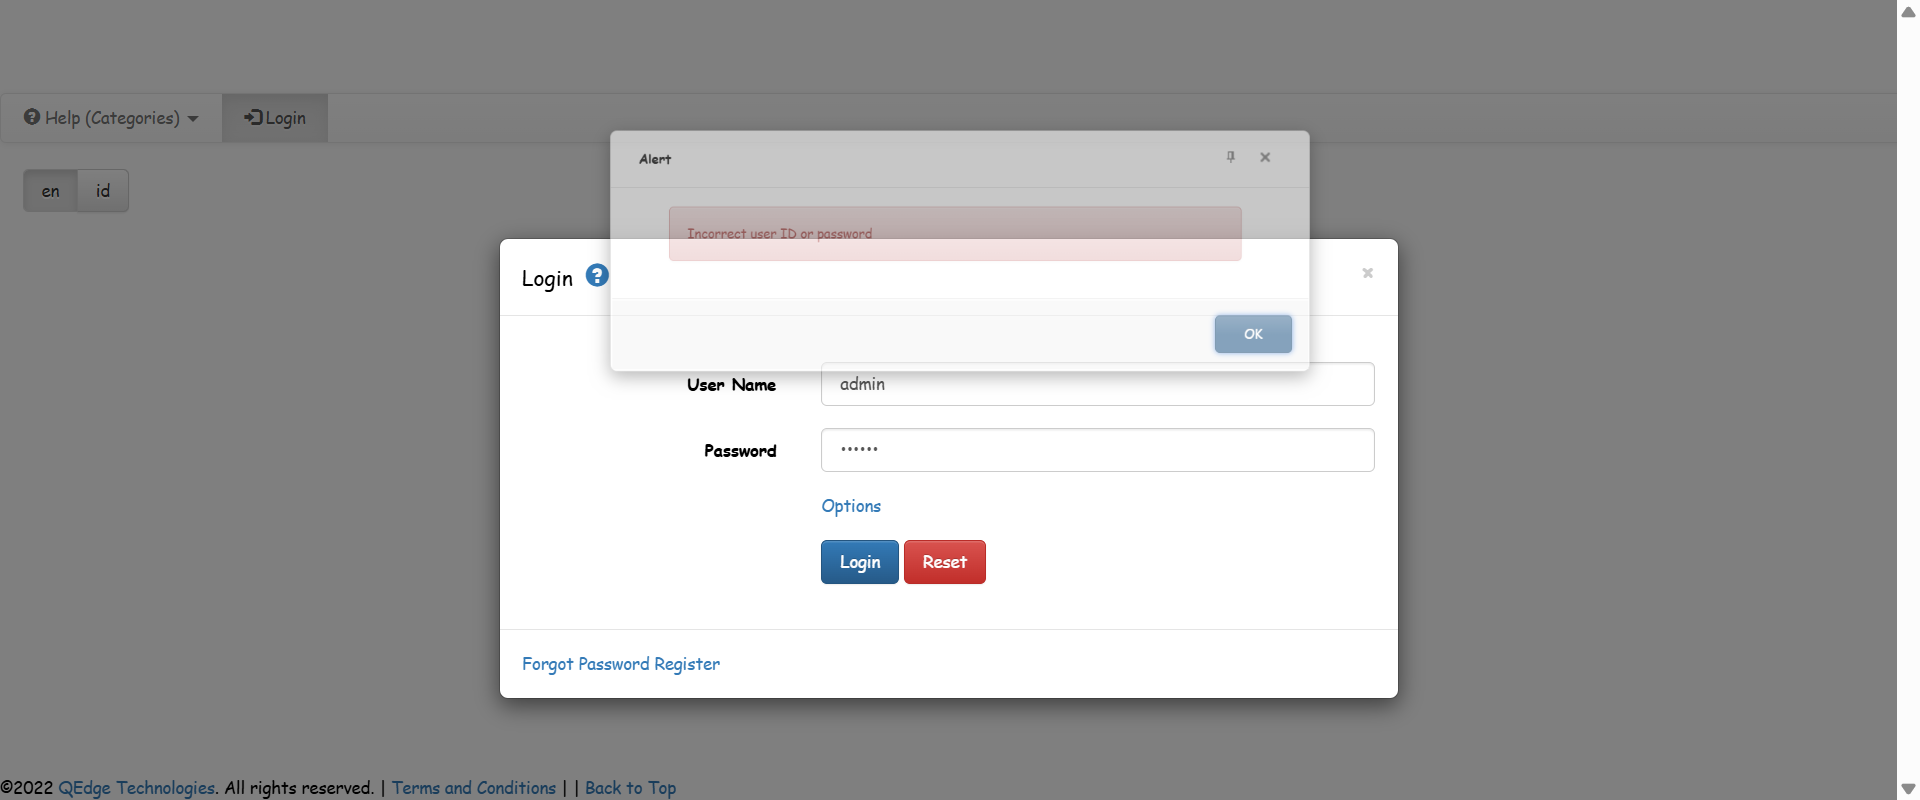 Help (Categories)
Login
en
id
Alert
Incorrect user ID or password
OK
Login
User Name
admin
Password
••••••
Options
Login
Reset
Forgot Password Register
©2022 QEdge Technologies. All rights reserved. | Terms and Conditions | | Back to Top